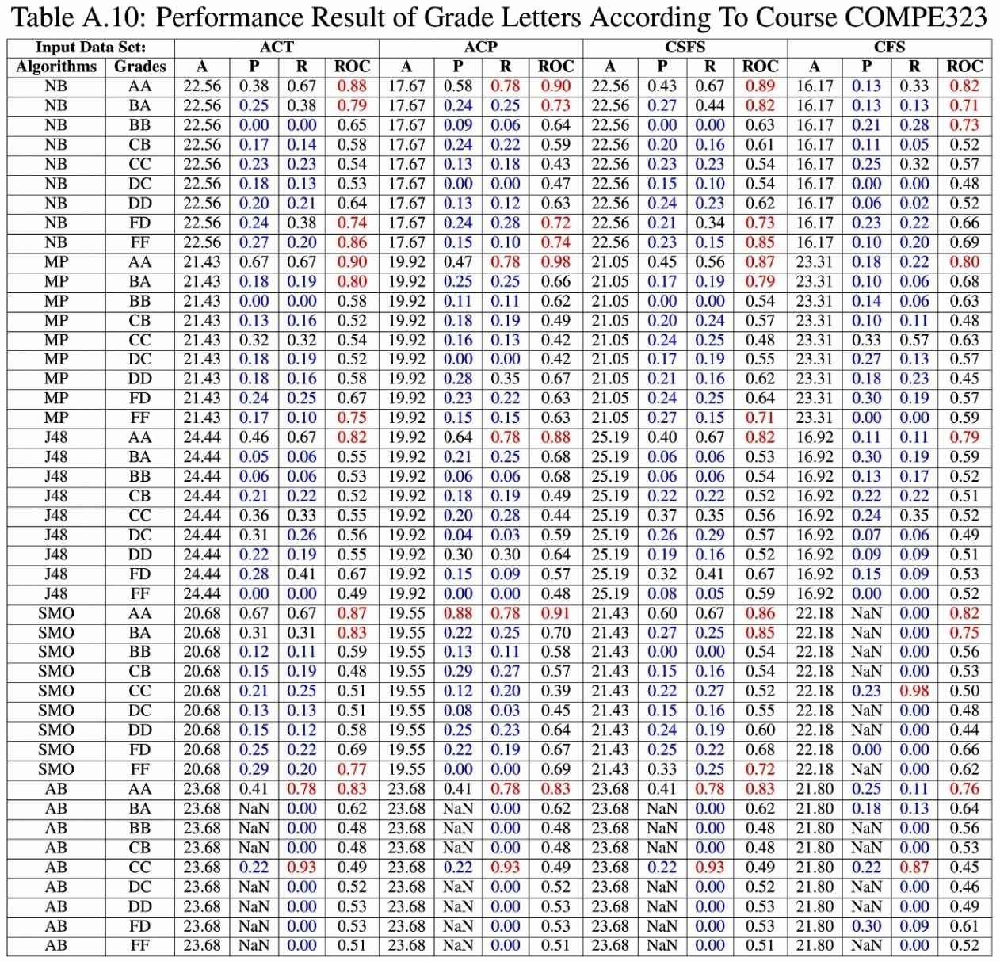 Table A.10: Performance Result of Grade Letters According To Course COMPE323
Input Data Set: ACT ACP CSFS CFS
Algorithms Grades A P R ROC A P R ROC A P R ROC A P R ROC
NB AA 22.56 0.38 0.67 0.88 17.67 0.58 0.78 0.90 22.56 0.43 0.67 0.89 16.17 0.13 0.33 0.82
NB BA 22.56 0.25 0.38 0.79 17.67 0.24 0.25 0.73 22.56 0.27 0.44 0.82 16.17 0.13 0.13 0.71
NB BB 22.56 0.00 0.00 0.65 17.67 0.09 0.06 0.64 22.56 0.00 0.00 0.63 16.17 0.21 0.28 0.73
NB CB 22.56 0.17 0.14 0.58 17.67 0.24 0.22 0.59 22.56 0.20 0.16 0.61 16.17 0.11 0.05 0.52
NB CC 22.56 0.23 0.23 0.54 17.67 0.13 0.18 0.43 22.56 0.23 0.23 0.54 16.17 0.25 0.32 0.57
NB DC 22.56 0.18 0.13 0.53 17.67 0.00 0.00 0.47 22.56 0.15 0.10 0.54 16.17 0.00 0.00 0.48
NB DD 22.56 0.20 0.21 0.64 17.67 0.13 0.12 0.63 22.56 0.24 0.23 0.62 16.17 0.06 0.02 0.52
NB FD 22.56 0.24 0.38 0.74 17.67 0.24 0.28 0.72 22.56 0.21 0.34 0.73 16.17 0.23 0.22 0.66
NB FF 22.56 0.27 0.20 0.86 17.67 0.15 0.10 0.74 22.56 0.23 0.15 0.85 16.17 0.10 0.20 0.69
MP AA 21.43 0.67 0.67 0.90 19.92 0.47 0.78 0.98 21.05 0.45 0.56 0.87 23.31 0.18 0.22 0.80
MP BA 21.43 0.18 0.19 0.80 19.92 0.25 0.25 0.66 21.05 0.17 0.19 0.79 23.31 0.10 0.06 0.68
MP BB 21.43 0.00 0.00 0.58 19.92 0.11 0.11 0.62 21.05 0.00 0.00 0.54 23.31 0.14 0.06 0.63
MP CB 21.43 0.13 0.16 0.52 19.92 0.18 0.19 0.49 21.05 0.20 0.24 0.57 23.31 0.10 0.11 0.48
MP CC 21.43 0.32 0.32 0.54 19.92 0.16 0.13 0.42 21.05 0.24 0.25 0.48 23.31 0.33 0.57 0.63
MP DC 21.43 0.18 0.19 0.52 19.92 0.00 0.00 0.42 21.05 0.17 0.19 0.55 23.31 0.27 0.13 0.57
MP DD 21.43 0.18 0.16 0.58 19.92 0.28 0.35 0.67 21.05 0.21 0.16 0.62 23.31 0.18 0.23 0.45
MP FD 21.43 0.24 0.25 0.67 19.92 0.23 0.22 0.63 21.05 0.24 0.25 0.64 23.31 0.30 0.19 0.57
MP FF 21.43 0.17 0.10 0.75 19.92 0.15 0.15 0.63 21.05 0.27 0.15 0.71 23.31 0.00 0.00 0.59
J48 AA 24.44 0.46 0.67 0.82 19.92 0.64 0.78 0.88 25.19 0.40 0.67 0.82 16.92 0.11 0.11 0.79
J48 BA 24.44 0.05 0.06 0.55 19.92 0.21 0.25 0.68 25.19 0.06 0.06 0.53 16.92 0.30 0.19 0.59
J48 BB 24.44 0.06 0.06 0.53 19.92 0.06 0.06 0.68 25.19 0.06 0.06 0.54 16.92 0.13 0.17 0.52
J48 CB 24.44 0.21 0.22 0.52 19.92 0.18 0.19 0.49 25.19 0.22 0.22 0.52 16.92 0.22 0.22 0.51
J48 CC 24.44 0.36 0.33 0.55 19.92 0.20 0.28 0.44 25.19 0.37 0.35 0.56 16.92 0.24 0.35 0.52
J48 DC 24.44 0.31 0.26 0.56 19.92 0.04 0.03 0.59 25.19 0.26 0.29 0.57 16.92 0.07 0.06 0.49
J48 DD 24.44 0.22 0.19 0.55 19.92 0.30 0.30 0.64 25.19 0.19 0.16 0.52 16.92 0.09 0.09 0.51
J48 FD 24.44 0.28 0.41 0.67 19.92 0.15 0.09 0.57 25.19 0.32 0.41 0.67 16.92 0.15 0.09 0.53
J48 FF 24.44 0.00 0.00 0.49 19.92 0.00 0.00 0.48 25.19 0.08 0.05 0.59 16.92 0.00 0.00 0.52
SMO AA 20.68 0.67 0.67 0.87 19.55 0.88 0.78 0.91 21.43 0.60 0.67 0.86 22.18 NaN 0.00 0.82
SMO BA 20.68 0.31 0.31 0.83 19.55 0.22 0.25 0.70 21.43 0.27 0.25 0.85 22.18 NaN 0.00 0.75
SMO BB 20.68 0.12 0.11 0.59 19.55 0.13 0.11 0.58 21.43 0.00 0.00 0.54 22.18 NaN 0.00 0.56
SMO CB 20.68 0.15 0.19 0.48 19.55 0.29 0.27 0.57 21.43 0.15 0.16 0.54 22.18 NaN 0.00 0.53
SMO CC 20.68 0.21 0.25 0.51 19.55 0.12 0.20 0.39 21.43 0.22 0.27 0.52 22.18 0.23 0.98 0.50
SMO DC 20.68 0.13 0.13 0.51 19.55 0.08 0.03 0.45 21.43 0.15 0.16 0.55 22.18 NaN 0.00 0.48
SMO DD 20.68 0.15 0.12 0.58 19.55 0.25 0.23 0.64 21.43 0.24 0.19 0.60 22.18 NaN 0.00 0.44
SMO FD 20.68 0.25 0.22 0.69 19.55 0.22 0.19 0.67 21.43 0.25 0.22 0.68 22.18 0.00 0.00 0.66
SMO FF 20.68 0.29 0.20 0.77 19.55 0.00 0.00 0.69 21.43 0.33 0.25 0.72 22.18 NaN 0.00 0.62
AB AA 23.68 0.41 0.78 0.83 23.68 0.41 0.78 0.83 23.68 0.41 0.78 0.83 21.80 0.25 0.11 0.76
AB BA 23.68 NaN 0.00 0.62 23.68 NaN 0.00 0.62 23.68 NaN 0.00 0.62 21.80 0.18 0.13 0.64
AB BB 23.68 NaN 0.00 0.48 23.68 NaN 0.00 0.48 23.68 NaN 0.00 0.48 21.80 NaN 0.00 0.56
AB CB 23.68 NaN 0.00 0.48 23.68 NaN 0.00 0.48 23.68 NaN 0.00 0.48 21.80 NaN 0.00 0.53
AB CC 23.68 0.22 0.93 0.49 23.68 0.22 0.93 0.49 23.68 0.22 0.93 0.49 21.80 0.22 0.87 0.45
AB DC 23.68 NaN 0.00 0.52 23.68 NaN 0.00 0.52 23.68 NaN 0.00 0.52 21.80 NaN 0.00 0.46
AB DD 23.68 NaN 0.00 0.53 23.68 NaN 0.00 0.53 23.68 NaN 0.00 0.53 21.80 NaN 0.00 0.49
AB FD 23.68 NaN 0.00 0.53 23.68 NaN 0.00 0.53 23.68 NaN 0.00 0.53 21.80 0.30 0.09 0.61
AB FF 23.68 NaN 0.00 0.51 23.68 NaN 0.00 0.51 23.68 NaN 0.00 0.51 21.80 NaN 0.00 0.52